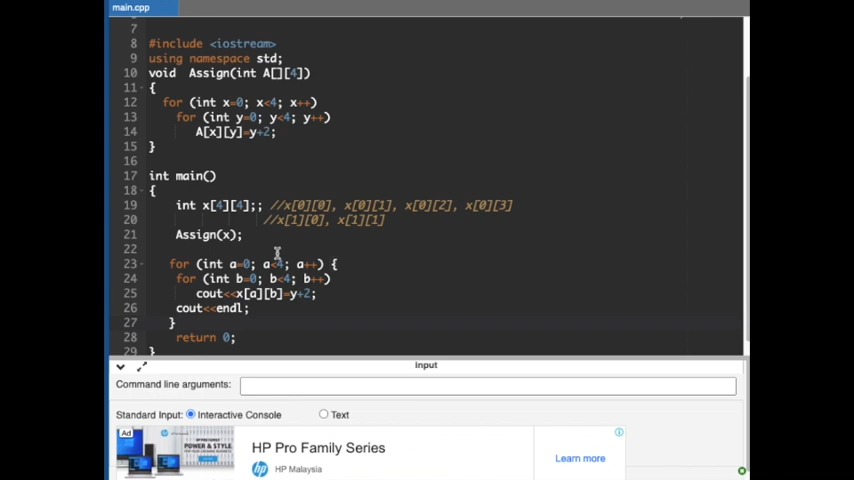 main.cpp
7
8 #include <iostream>
9 using namespace std;
10 void Assign(int A[][4])
11 {
12 for (int x=0; x<4; x++)
13 for (int y=0; y<4; y++)
14 A[x][y]=y+2;
15 }
16
17 int main()
18 {
19 int x[4][4];; //x[0][0], x[0][1], x[0][2], x[0][3]
20 //x[1][0], x[1][1]
21 Assign(x);
22
23 for (int a=0; a<4; a++) {
24 for (int b=0; b<4; b++)
25 cout<<x[a][b]=y+2;
26 cout<<endl;
27 }
28 return 0;
29 }
input
Command line arguments:
Standard Input: Interactive Console Text
Ad
POWER & STYLE
HP Pro Family Series
hp HP Malaysia
Learn more